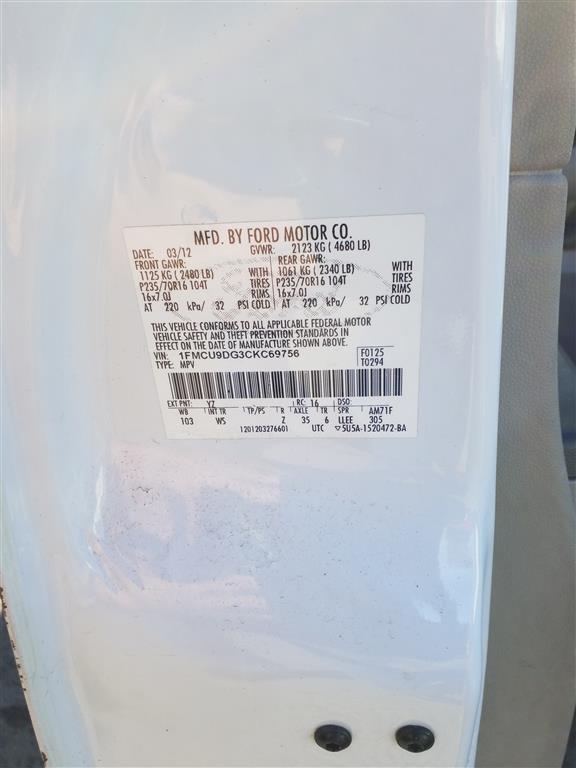 MFD. BY FORD MOTOR CO.
DATE: 03/12 GVWR: 2123 KG ( 4680 LB)
FRONT GAWR: REAR GAWR:
1125 KG ( 2480 LB) WITH 1061 KG ( 2340 LB) WITH
P235/70R16 104T TIRES P235/70R16 104T TIRES
16x7.0J RIMS 16x7.0J RIMS
AT 220 kPa/ 32 PSI COLD AT 220 kPa/ 32 PSI COLD
THIS VEHICLE CONFORMS TO ALL APPLICABLE FEDERAL MOTOR
VEHICLE SAFETY AND THEFT PREVENTION STANDARDS IN
EFFECT ON THE DATE OF MANUFACTURE SHOWN ABOVE.
VIN: 1FMCU9DG3CKC69756 F0125
TYPE: MPV T0294
EXT PNT: YZ RC: 16 DSO:
WB INT TR TP/PS R AXLE TR SPR AM71F
103 WS Z 35 6 LLEE 305
1201203276601 UTC ▽5U5A-1520472-BA